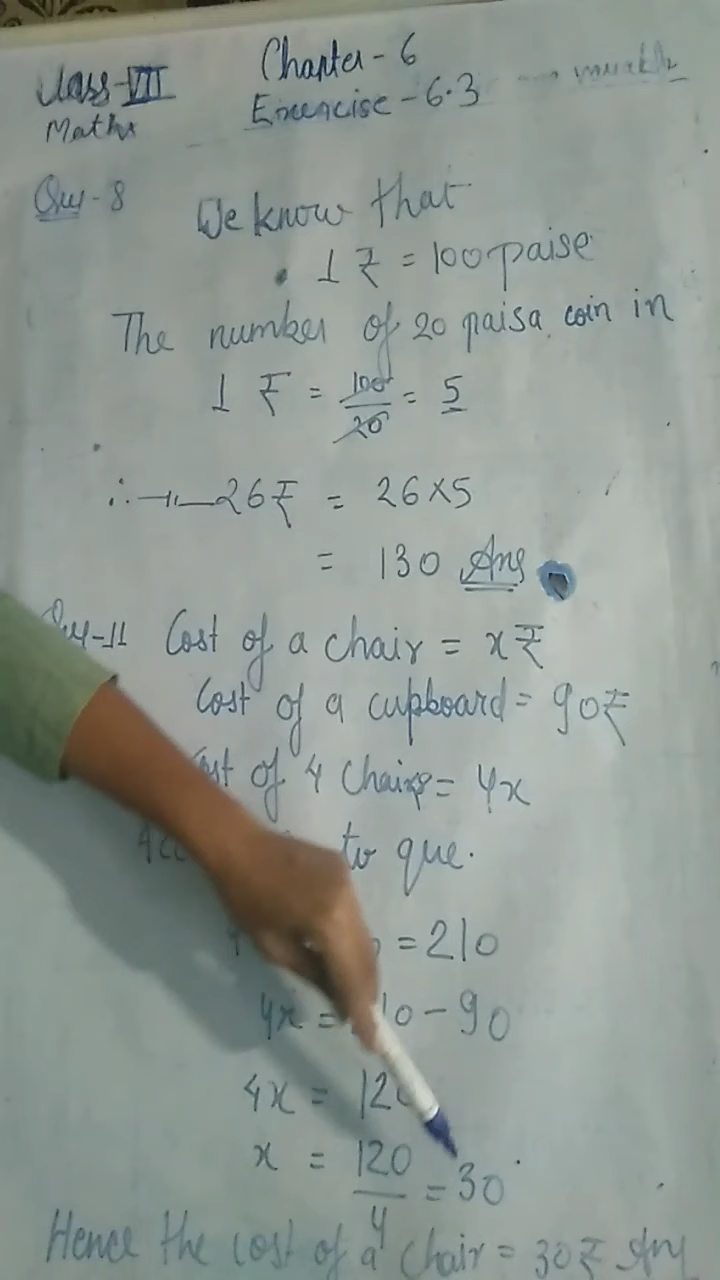 Class-VII
Chapter-6
Maths
Exercise-6.3
Que-8 We know that
1 ₹ = 100 paise
The number of 20 paisa coin in
1 ₹ = 100/20 = 5
∴ -〃- 26₹ = 26×5
= 130 Ans
Que-11 Cost of a chair = x₹
Cost of a cupboard = 90₹
of 4 Chairs = 4x
to que.
= 210
4x = - 90
4x =
x = 120/4 = 30
Hence the cost of a chair = 30₹ Ans